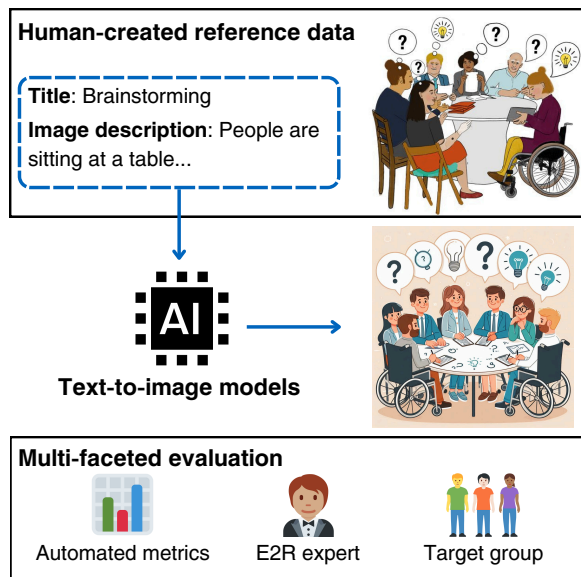 Human-created reference data
Title: Brainstorming
Image description: People are
sitting at a table...
? ? ? ?
AI
Text-to-image models
? ? ?
Multi-faceted evaluation
Automated metrics
E2R expert
Target group